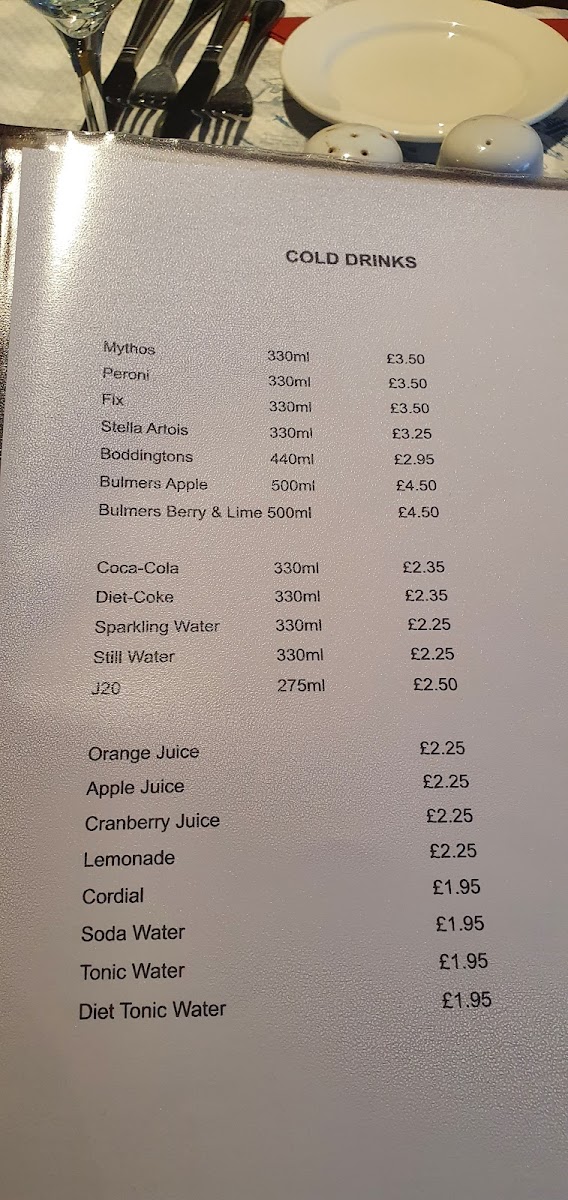 COLD DRINKS
Mythos 330ml £3.50
Peroni 330ml £3.50
Fix 330ml £3.50
Stella Artois 330ml £3.25
Boddingtons 440ml £2.95
Bulmers Apple 500ml £4.50
Bulmers Berry & Lime 500ml £4.50
Coca-Cola 330ml £2.35
Diet-Coke 330ml £2.35
Sparkling Water 330ml £2.25
Still Water 330ml £2.25
J20 275ml £2.50
Orange Juice £2.25
Apple Juice £2.25
Cranberry Juice £2.25
Lemonade £2.25
Cordial £1.95
Soda Water £1.95
Tonic Water £1.95
Diet Tonic Water £1.95